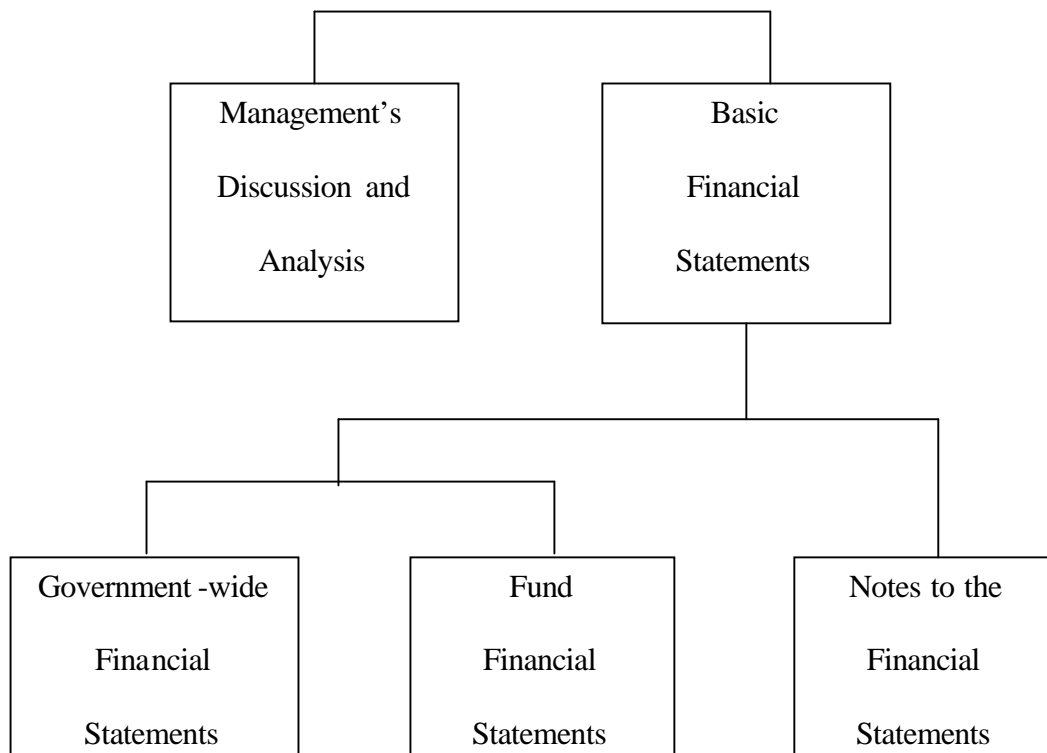 Management’s
Discussion and
Analysis
Basic
Financial
Statements
Government -wide
Financial
Statements
Fund
Financial
Statements
Notes to the
Financial
Statements